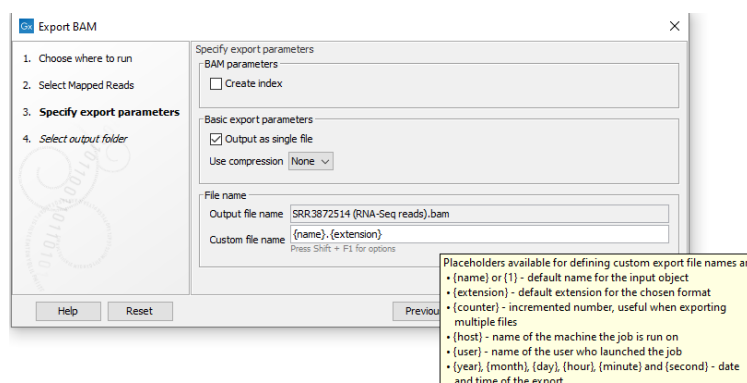 Gx Export BAM
1. Choose where to run
2. Select Mapped Reads
3. Specify export parameters
4. Select output folder
Specify export parameters
BAM parameters
Create index
Basic export parameters
Output as single file
Use compression None
File name
Output file name SRR3872514 (RNA-Seq reads).bam
Custom file name {name}.{extension}
Press Shift + F1 for options
Help Reset
Placeholders available for defining custom export file names
• {name} or {1} - default name for the input object
• {extension} - default extension for the chosen format
• {counter} - incremented number, useful when exporting
multiple files
• {host} - name of the machine the job is run on
• {user} - name of the user who launched the job
• {year}, {month}, {day}, {hour}, {minute} and {second} - date
and time of the export